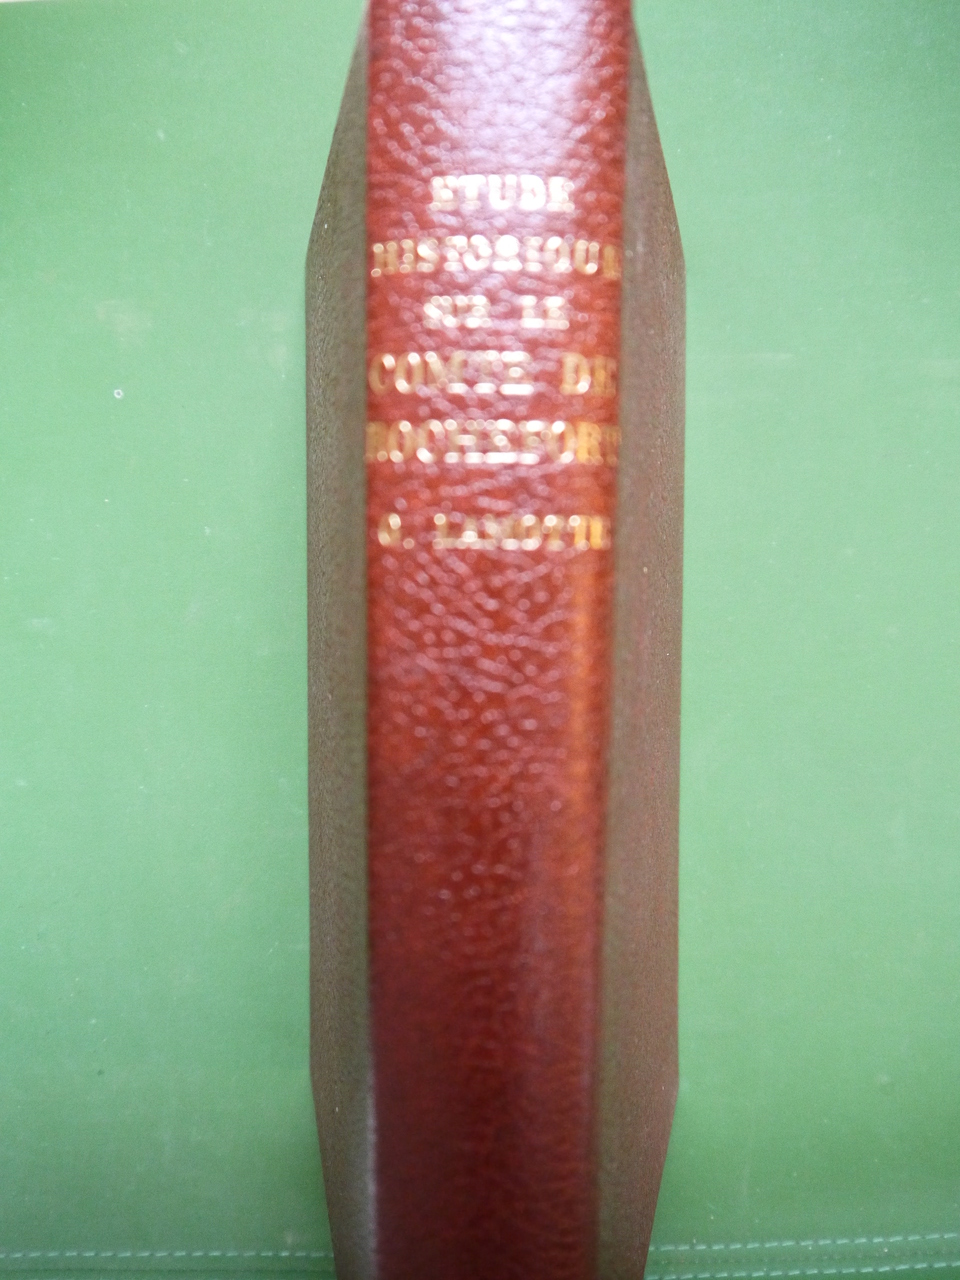 ETUDE
HISTORIQUE
SUR LE
COMTE DE
ROCHEFORT
G. LAMOTTE